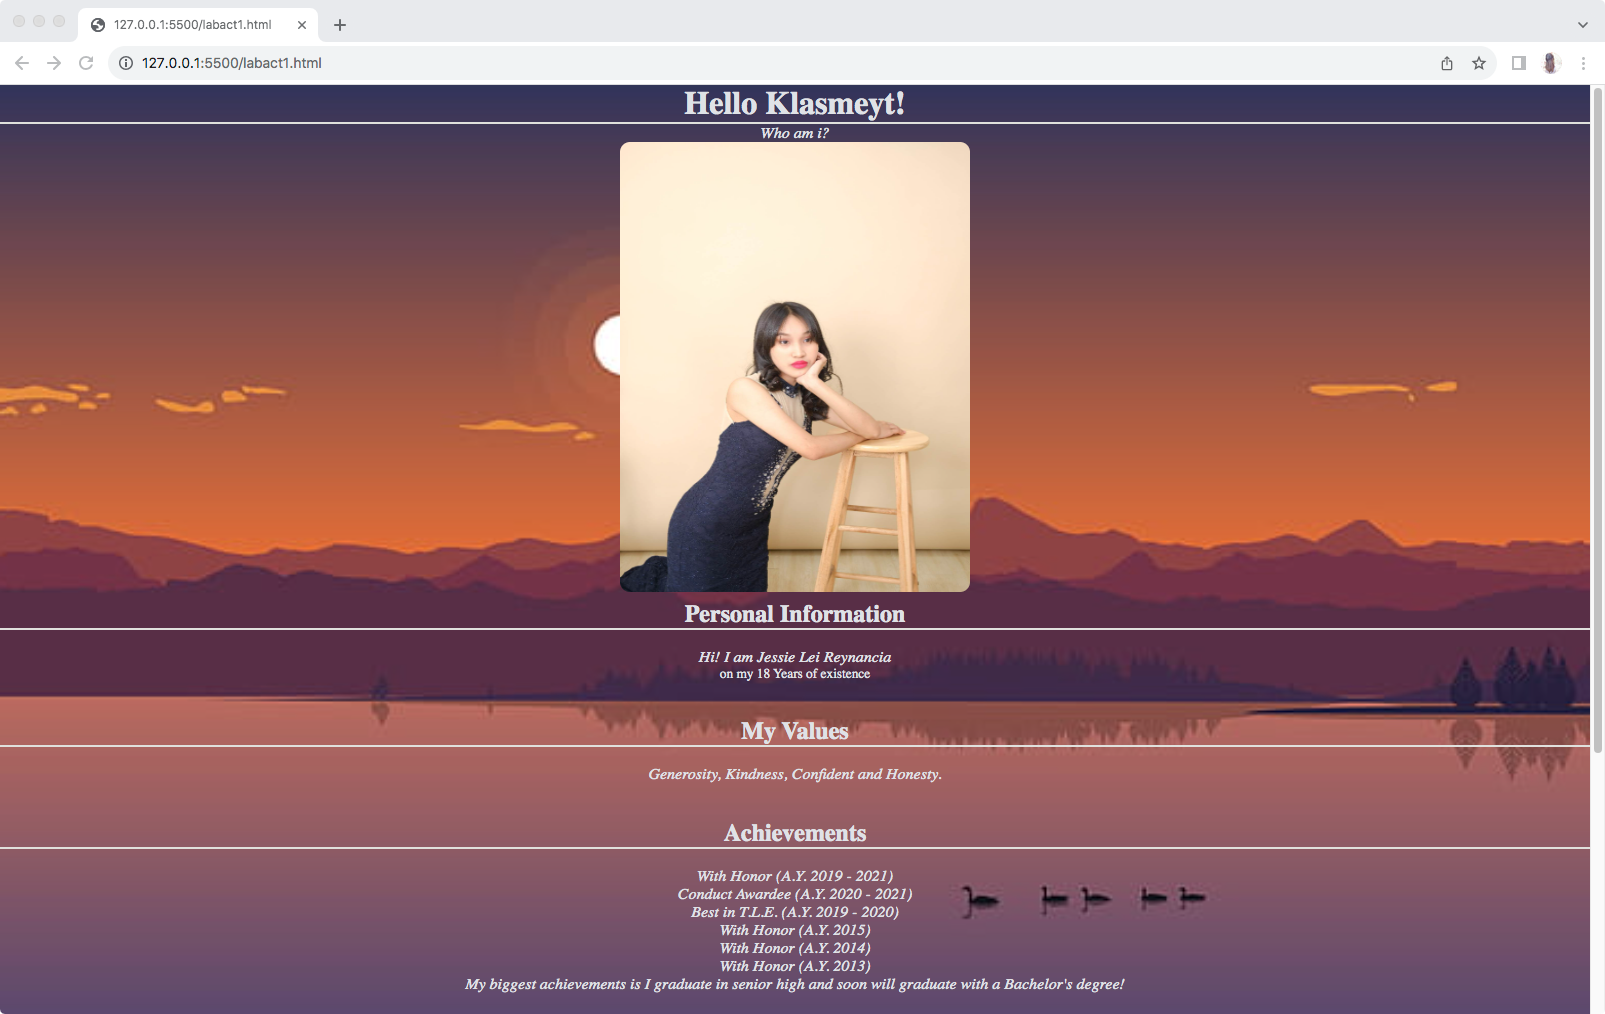 127.0.0.1:5500/labact1.html
127.0.0.1:5500/labact1.html
Hello Klasmeyt!
Who am i?
Personal Information
Hi! I am Jessie Lei Reynancia
on my 18 Years of existence
My Values
Generosity, Kindness, Confident and Honesty.
Achievements
With Honor (A.Y. 2019 - 2021)
Conduct Awardee (A.Y. 2020 - 2021)
Best in T.L.E. (A.Y. 2019 - 2020)
With Honor (A.Y. 2015)
With Honor (A.Y. 2014)
With Honor (A.Y. 2013)
My biggest achievements is I graduate in senior high and soon will graduate with a Bachelor's degree!